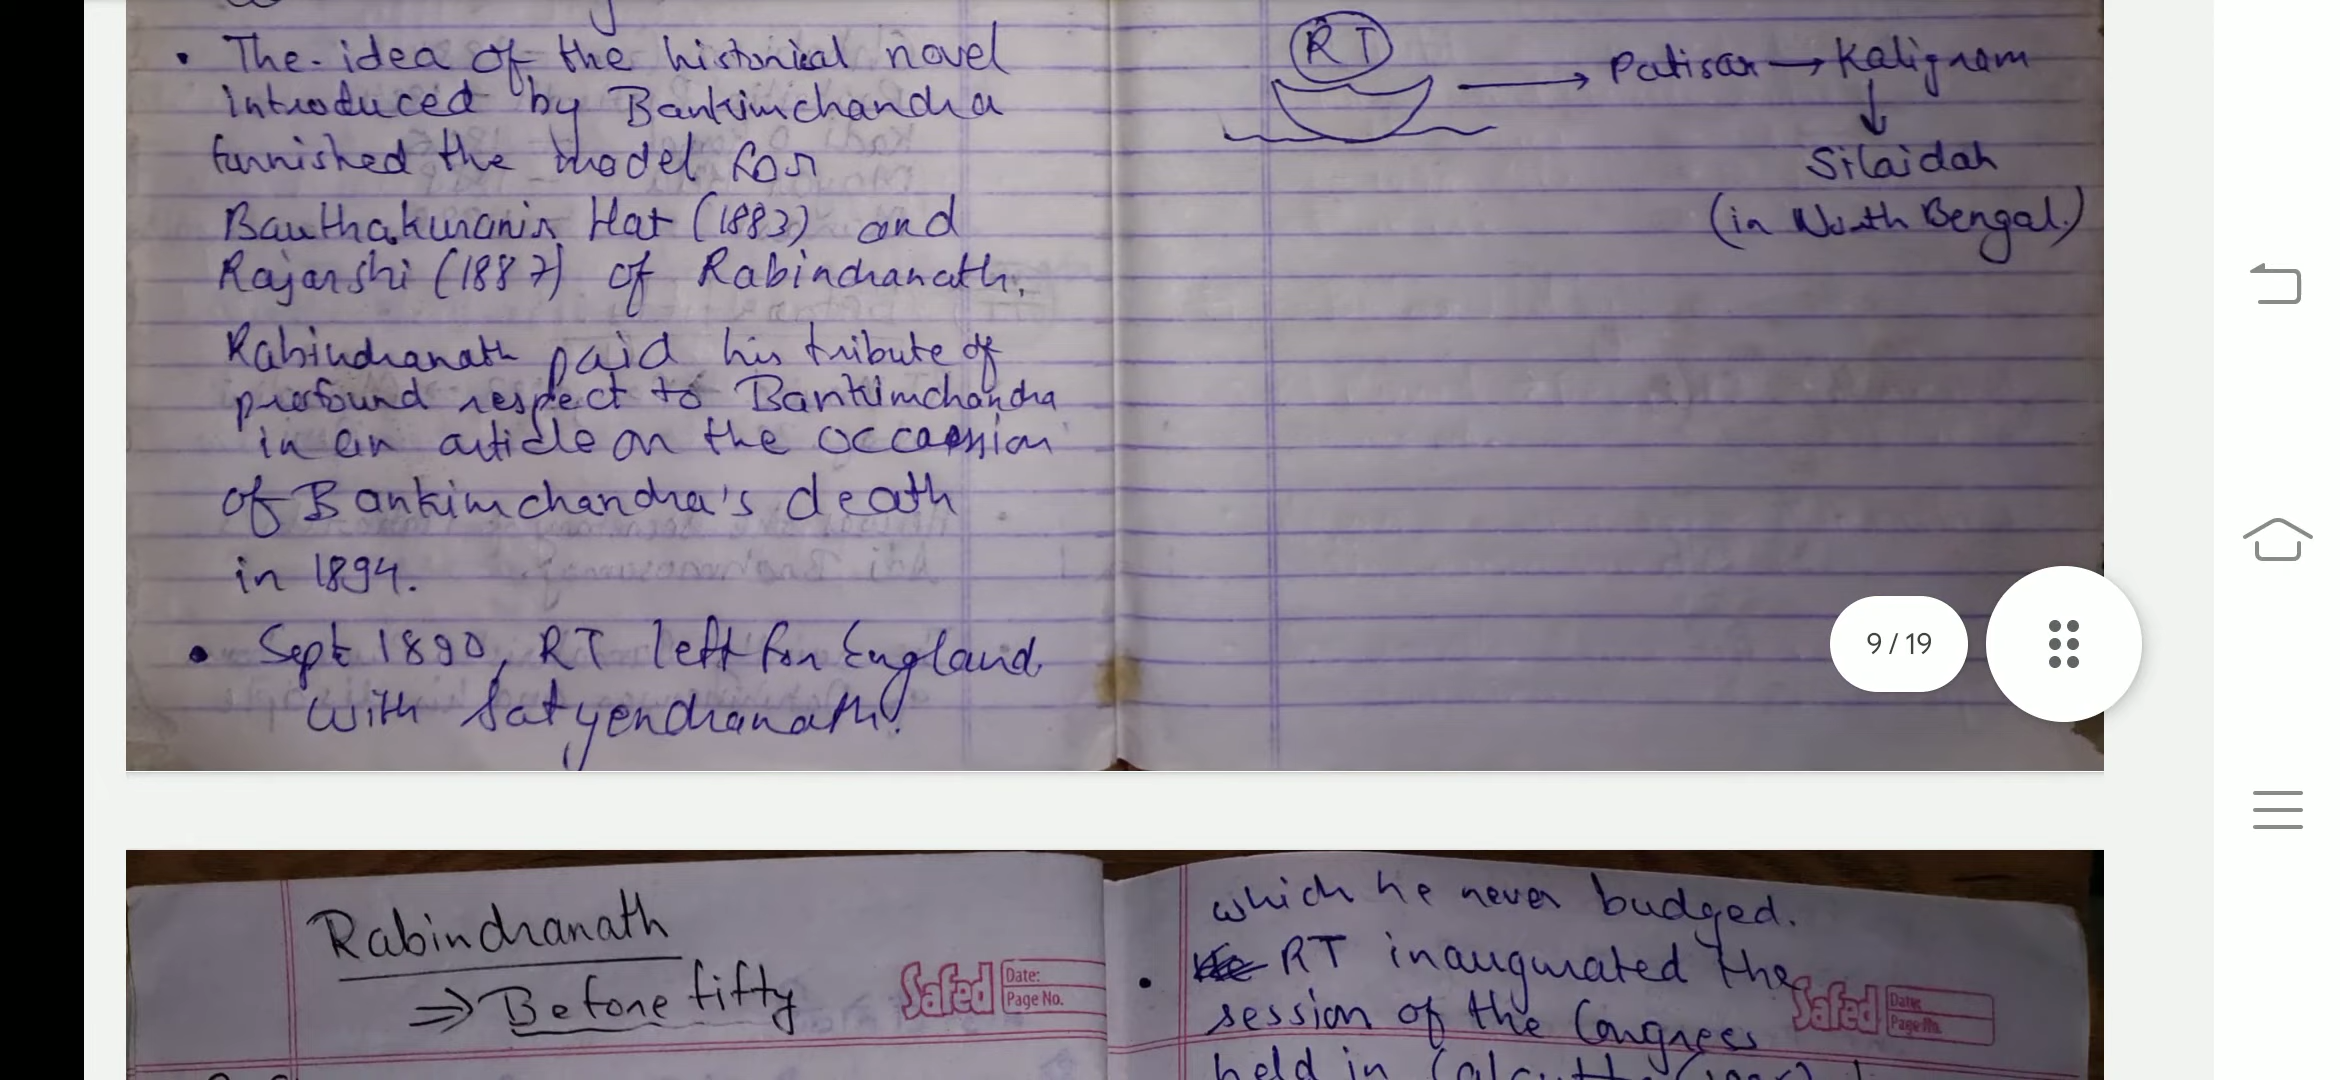 • The idea of the historical novel
introduced by Bankimchandra
furnished the model for
Bauthakuranir Hat (1883) and
Rajarshi (1887) of Rabindranath.
Rabindranath paid his tribute of
profound respect to Bankimchandra
in an article on the occassion
of Bankimchandra's death
in 1894.
• Sept 1890, RT left for England
with Satyendranath.
RT → Patisar → Kaligram
↓
Silaidah
(in North Bengal.)
9 / 19
Rabindranath
⇒ Before fifty
Safed
Date:
Page No.
which he never budged.
• RT inaugurated the
session of the Congress
Safed
Date:
Page No.
held in